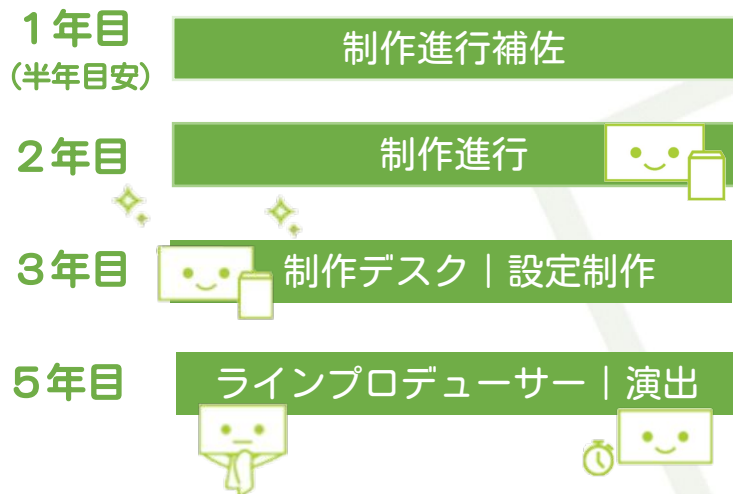 1年目
(半年目安)
制作進行補佐
2年目
制作進行
3年目
制作デスク｜設定制作
5年目
ラインプロデューサー｜演出